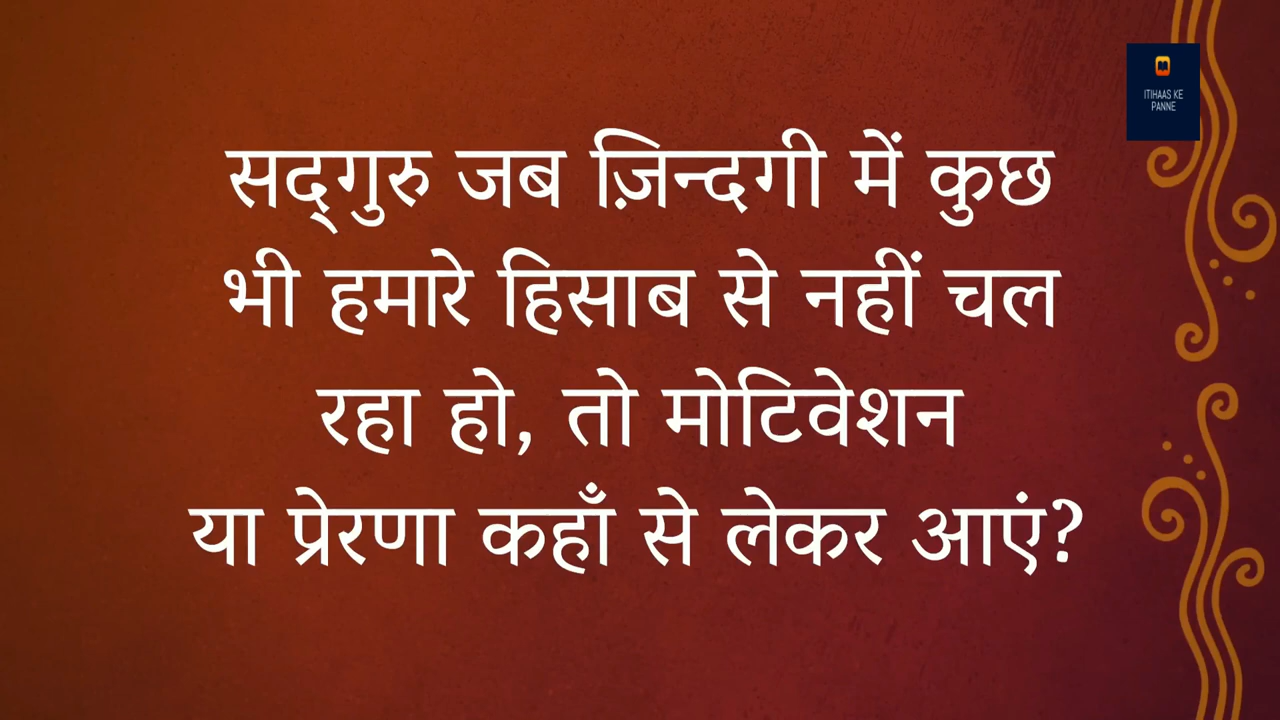 ITIHAAS KE
PANNE
सद्‌गुरु जब ज़िन्दगी में कुछ
भी हमारे हिसाब से नहीं चल
रहा हो, तो मोटिवेशन
या प्रेरणा कहाँ से लेकर आएं?